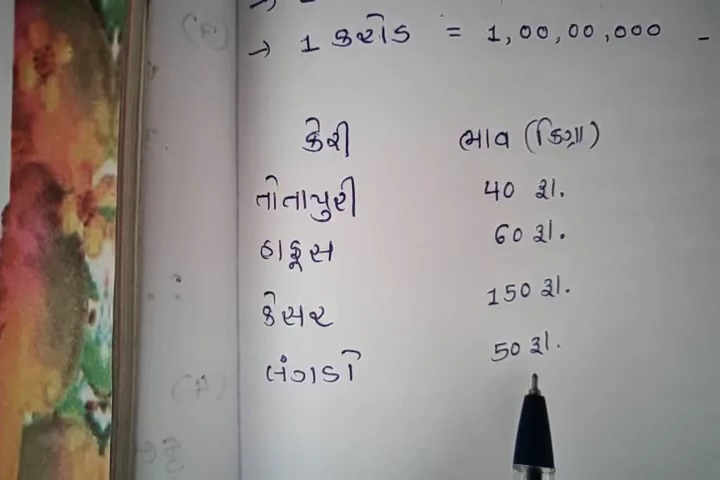 → 1 કરોડ = 1,00,00,000 -
કેરી ભાવ (કિગ્રા)
તોતાપુરી 40 રૂા.
હાફૂસ 60 રૂા.
કેસર 150 રૂા.
લંગડો 50 રૂા.